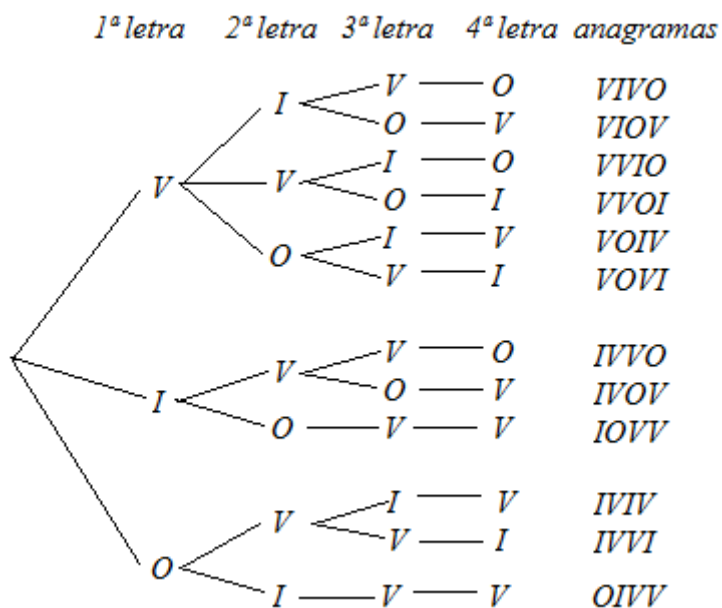 1ª letra 2ª letra 3ª letra 4ª letra anagramas
V O VIVO
I
O V VIOV
I O VVIO
V V
O I VVOI
I V VOIV
O
V I VOVI
V O IVVO
V
O V IVOV
I
O V V IOVV
I V IVIV
V
V I IVVI
O
I V V OIVV